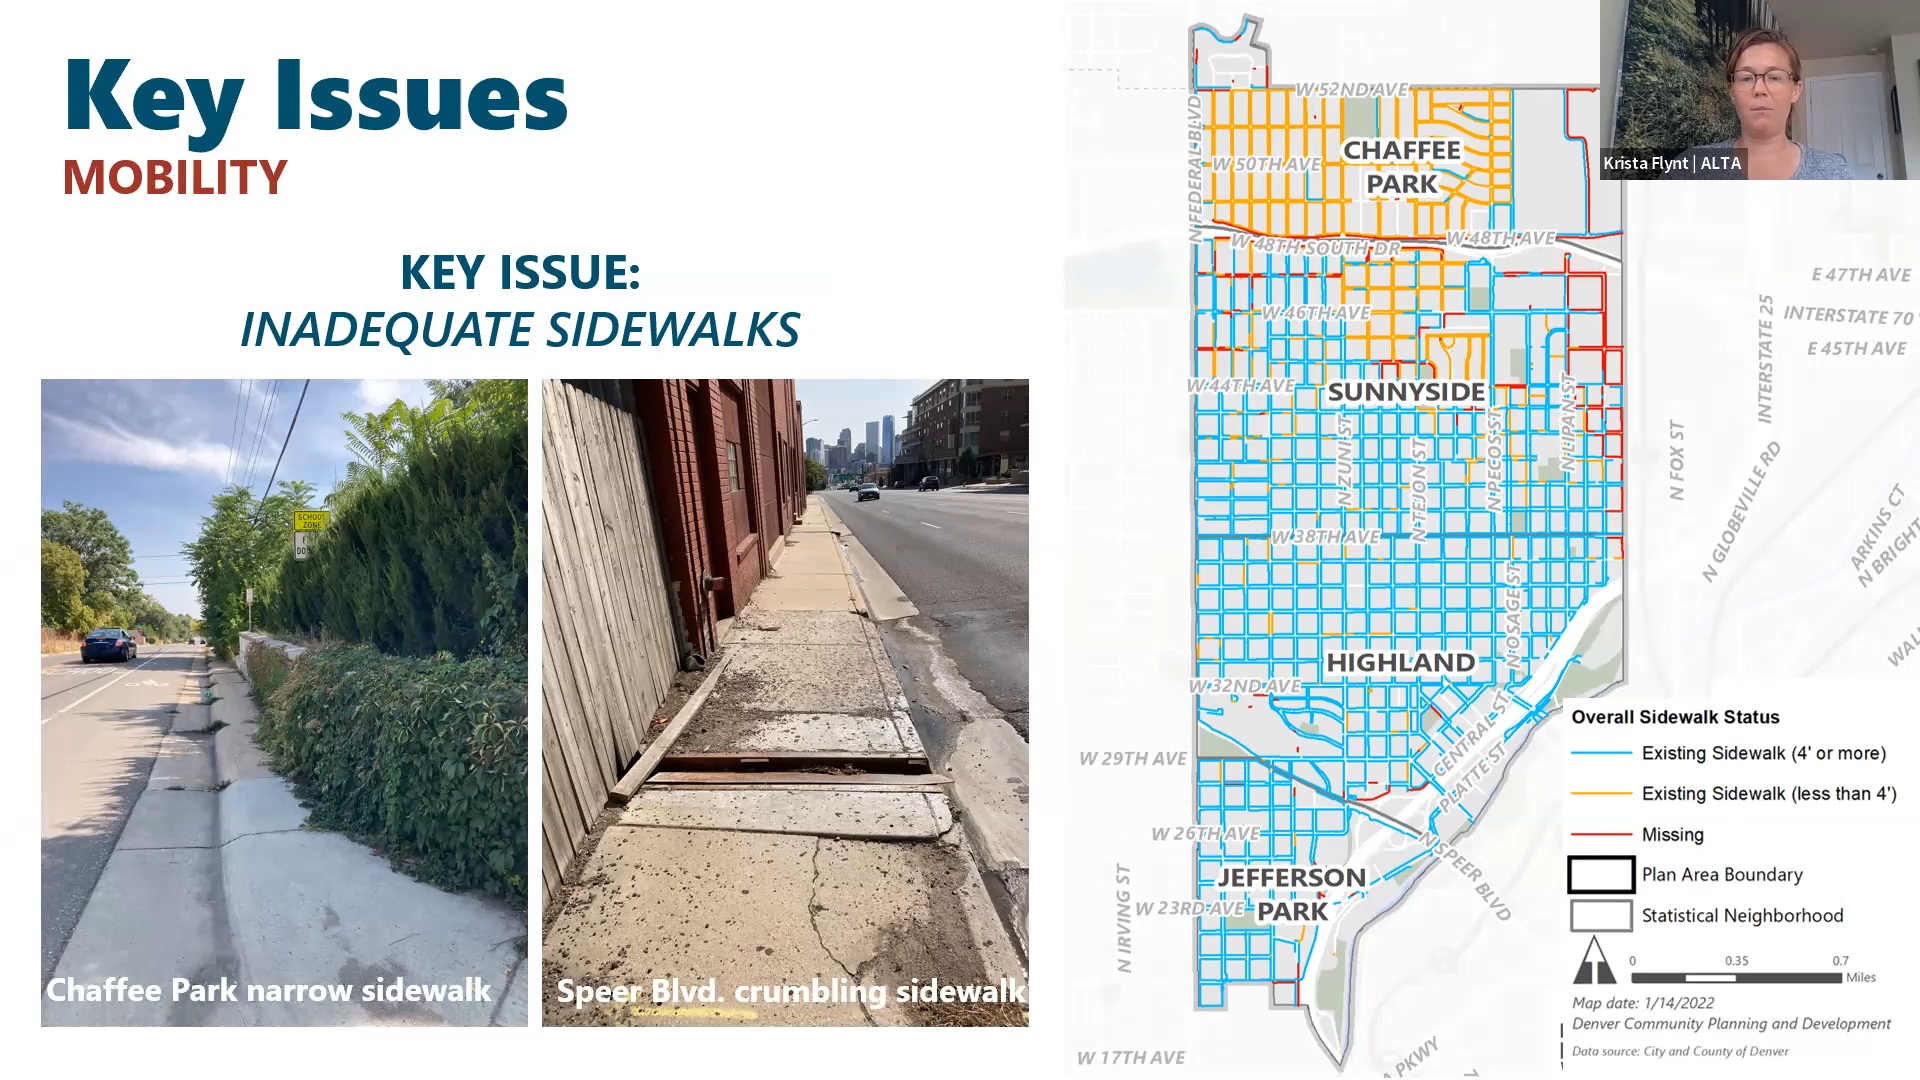 Key Issues
MOBILITY
KEY ISSUE:
INADEQUATE SIDEWALKS
SCHOOL
ZONE
Chaffee Park narrow sidewalk
Speer Blvd. crumbling sidewalk
Krista Flynt | ALTA
W 52ND AVE
N FEDERAL BLVD
CHAFFEE
PARK
W 50TH AVE
W 48TH SOUTH DR
W 48TH AVE
E 47TH AVE
W 46TH AVE
INTERSTATE 25
INTERSTATE 70
E 45TH AVE
W 44TH AVE
SUNNYSIDE
N ZUNI ST
N TEJON ST
N PECOS ST
N LIPAN ST
N FOX ST
N GLOBEVILLE RD
ARKINS CT
N BRIGHT
W 38TH AVE
N OSAGE ST
WAL
HIGHLAND
W 32ND AVE
CENTRAL ST
PLATTE ST
W 29TH AVE
W 26TH AVE
N SPEER BLVD
JEFFERSON
PARK
N IRVING ST
W 23RD AVE
W 17TH AVE
A PKWY
Overall Sidewalk Status
Existing Sidewalk (4' or more)
Existing Sidewalk (less than 4')
Missing
Plan Area Boundary
Statistical Neighborhood
0 0.35 0.7
Miles
Map date: 1/14/2022
Denver Community Planning and Development
Data source: City and County of Denver